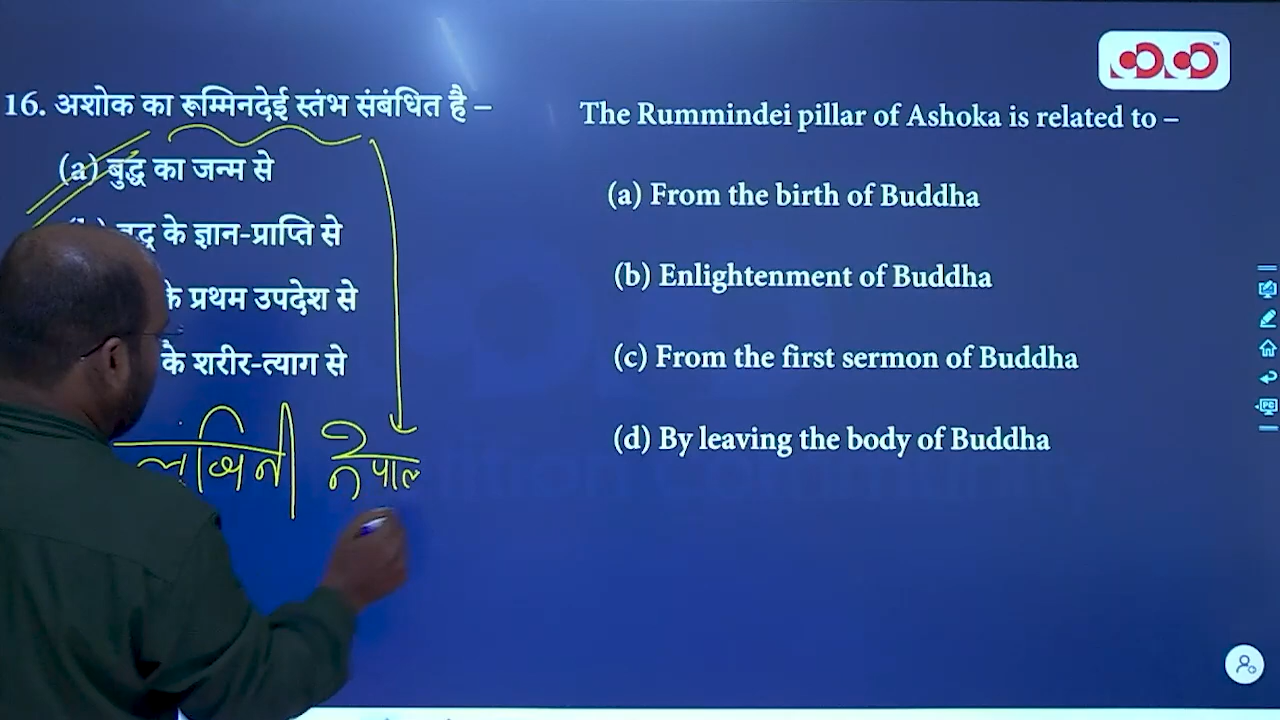 16. अशोक का रूम्मिनदेई स्तंभ संबंधित है –
(a) बुद्ध का जन्म से
के ज्ञान-प्राप्ति से
के प्रथम उपदेश से
के शरीर-त्याग से
लुंबिनी नेपाल
The Rummindei pillar of Ashoka is related to –
(a) From the birth of Buddha
(b) Enlightenment of Buddha
(c) From the first sermon of Buddha
(d) By leaving the body of Buddha
PC